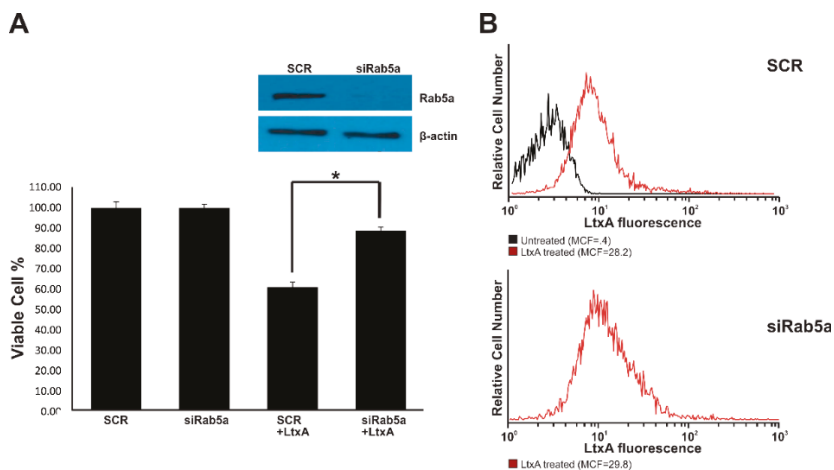 A
SCR siRab5a
Rab5a
β-actin
*
Viable Cell %
110.00
100.00
90.00
80.00
70.00
60.00
50.00
40.00
30.00
20.00
10.00
SCR siRab5a SCR +LtxA siRab5a +LtxA
B
SCR
Relative Cell Number
10⁰ 10¹ 10² 10³
LtxA fluorescence
Untreated (MCF=.4)
LtxA treated (MCF=28.2)
siRab5a
Relative Cell Number
10⁰ 10¹ 10² 10³
LtxA fluorescence
LtxA treated (MCF=29.8)